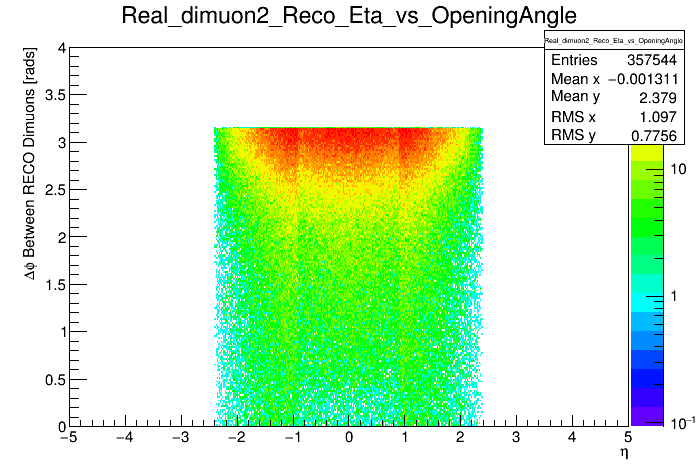 Real_dimuon2_Reco_Eta_vs_OpeningAngle
Real_dimuon2_Reco_Eta_vs_OpeningAngle
Entries 357544
Mean x −0.001311
Mean y 2.379
RMS x 1.097
RMS y 0.7756
Δφ Between RECO Dimuons [rads]
4
3.5
3
2.5
2
1.5
1
0.5
0
−5 −4 −3 −2 −1 0 1 2 3 4 5
η
10
1
10⁻¹